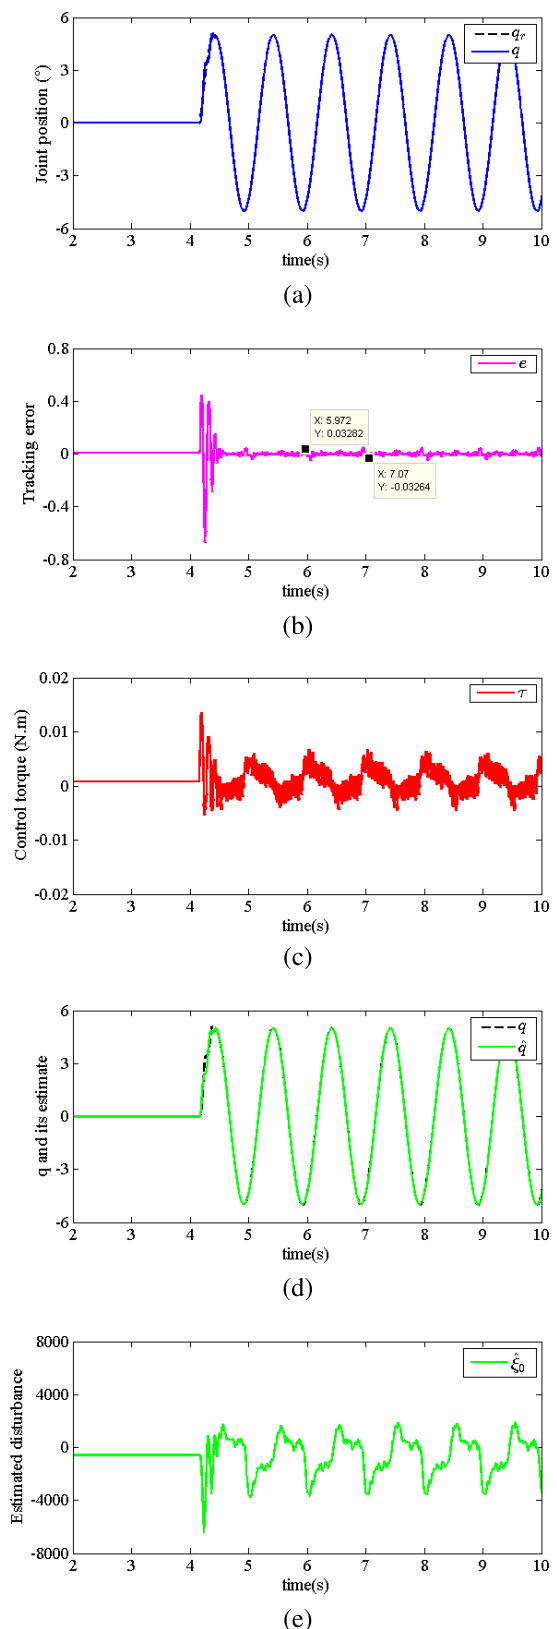 6
3
0
-3
-6
Joint position (°)
q_r
q
2 3 4 5 6 7 8 9 10
time(s)
(a)
0.8
0.4
0
-0.4
-0.8
Tracking error
e
X: 5.972
Y: 0.03282
X: 7.07
Y: -0.03264
2 3 4 5 6 7 8 9 10
time(s)
(b)
0.02
0.01
0
-0.01
-0.02
Control torque (N.m)
τ
2 3 4 5 6 7 8 9 10
time(s)
(c)
6
3
0
-3
-6
q and its estimate
q
q̂
2 3 4 5 6 7 8 9 10
time(s)
(d)
8000
4000
0
-4000
-8000
Estimated disturbance
ξ̂₀
2 3 4 5 6 7 8 9 10
time(s)
(e)